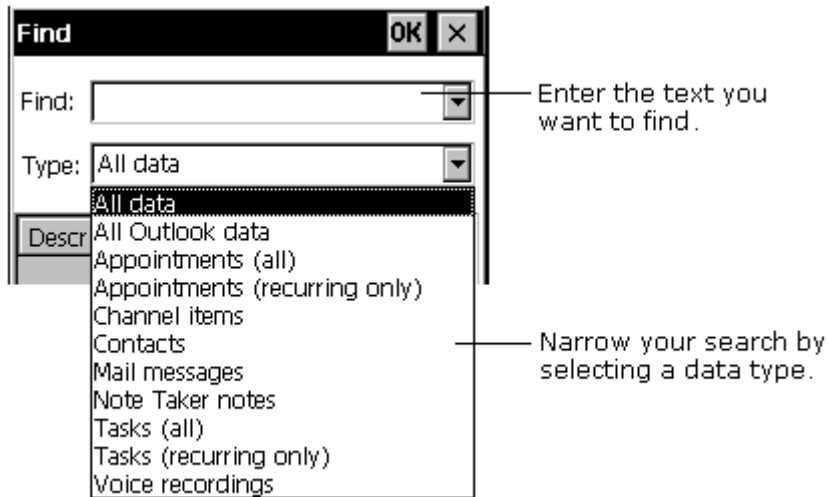 Find OK
Find:
Enter the text you
want to find.
Type: All data
All data
Descr
All Outlook data
Appointments (all)
Appointments (recurring only)
Channel items
Contacts
Mail messages
Note Taker notes
Tasks (all)
Tasks (recurring only)
Voice recordings
Narrow your search by
selecting a data type.